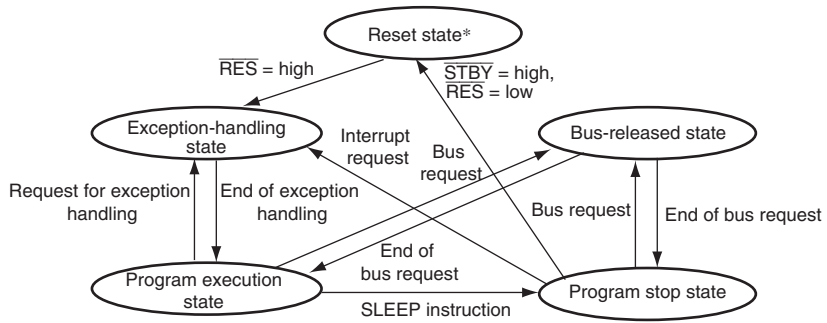 Reset state*
RES = high
STBY = high,
RES = low
Exception-handling
state
Interrupt
request
Bus
request
Bus-released state
Request for exception
handling
End of exception
handling
Bus request
End of bus request
End of
bus request
Program execution
state
SLEEP instruction
Program stop state